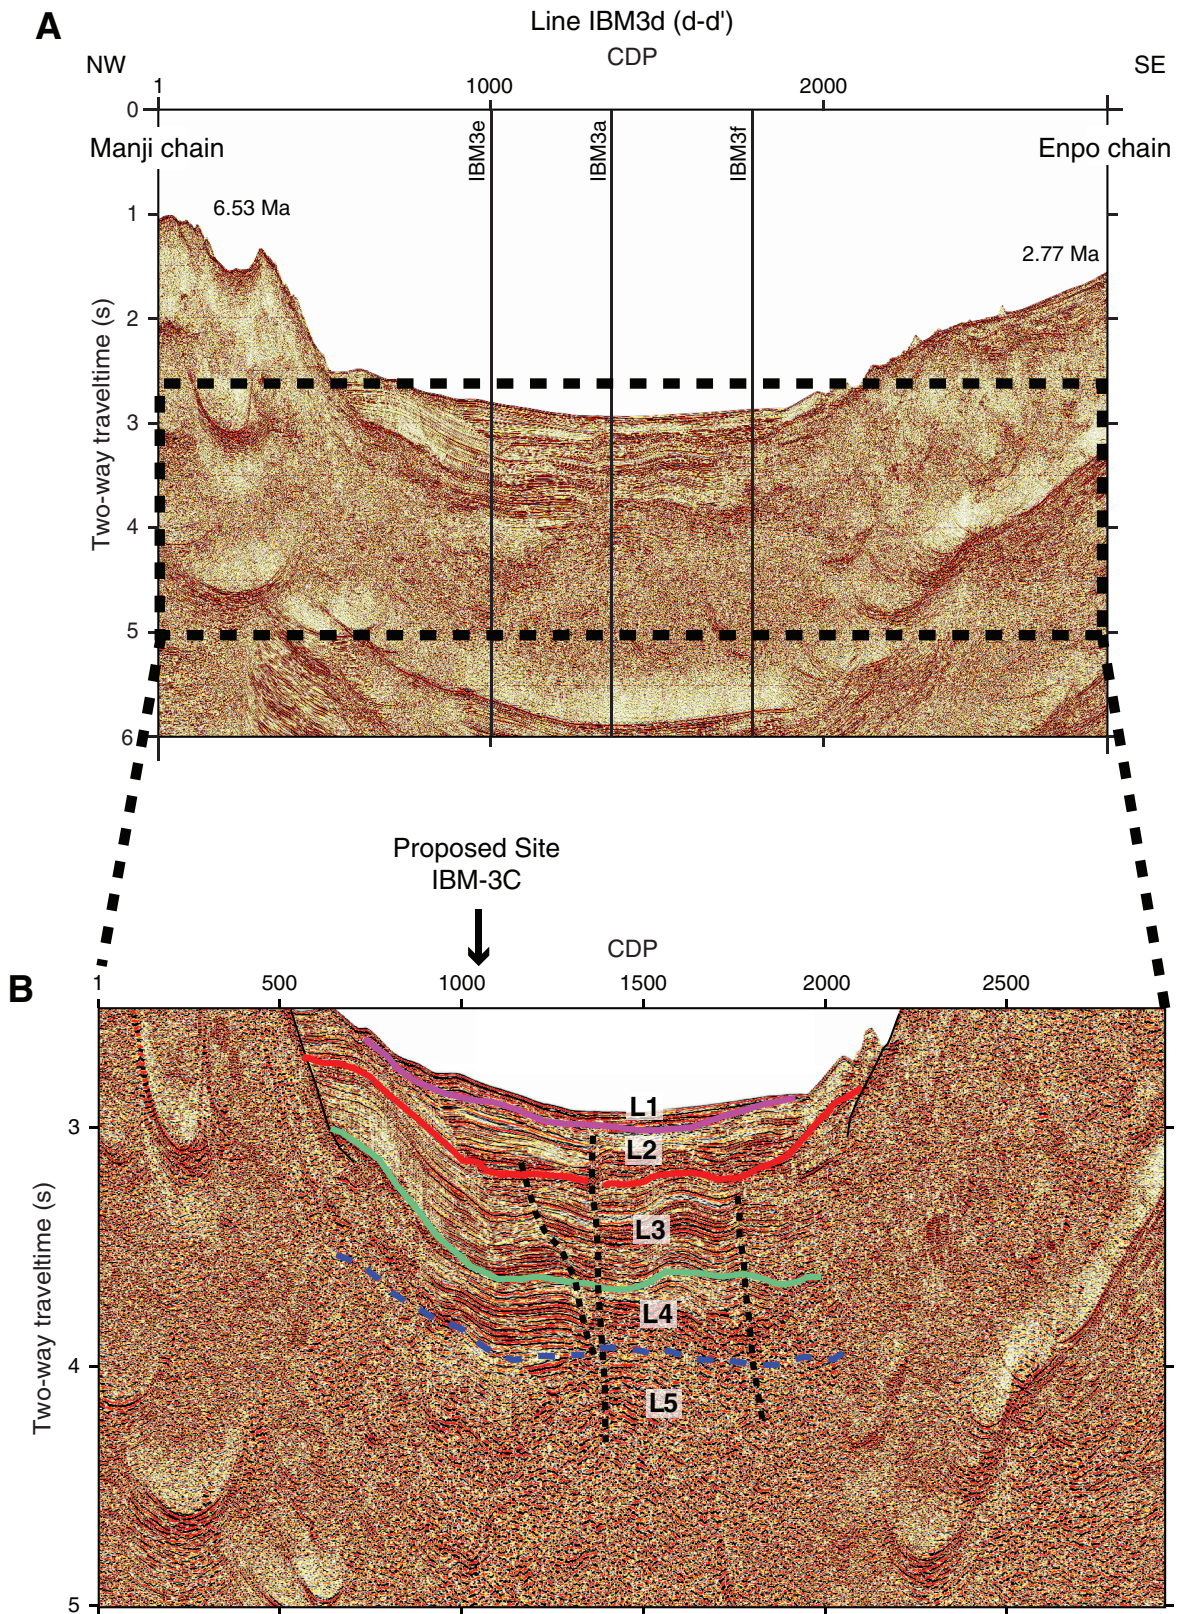 A
Line IBM3d (d-d')
CDP
NW
SE
1 1000 2000
0
1
2
3
4
5
6
Two-way traveltime (s)
Manji chain
Enpo chain
IBM3e
IBM3a
IBM3f
6.53 Ma
2.77 Ma
Proposed Site
IBM-3C
CDP
B
1 500 1000 1500 2000 2500
3
4
5
Two-way traveltime (s)
L1
L2
L3
L4
L5